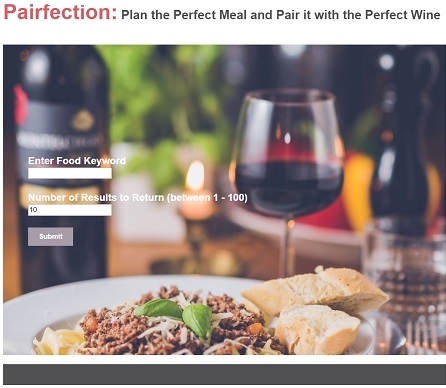 Pairfection: Plan the Perfect Meal and Pair it with the Perfect Wine
Enter Food Keyword
Number of Results to Return (between 1 - 100)
10
Submit